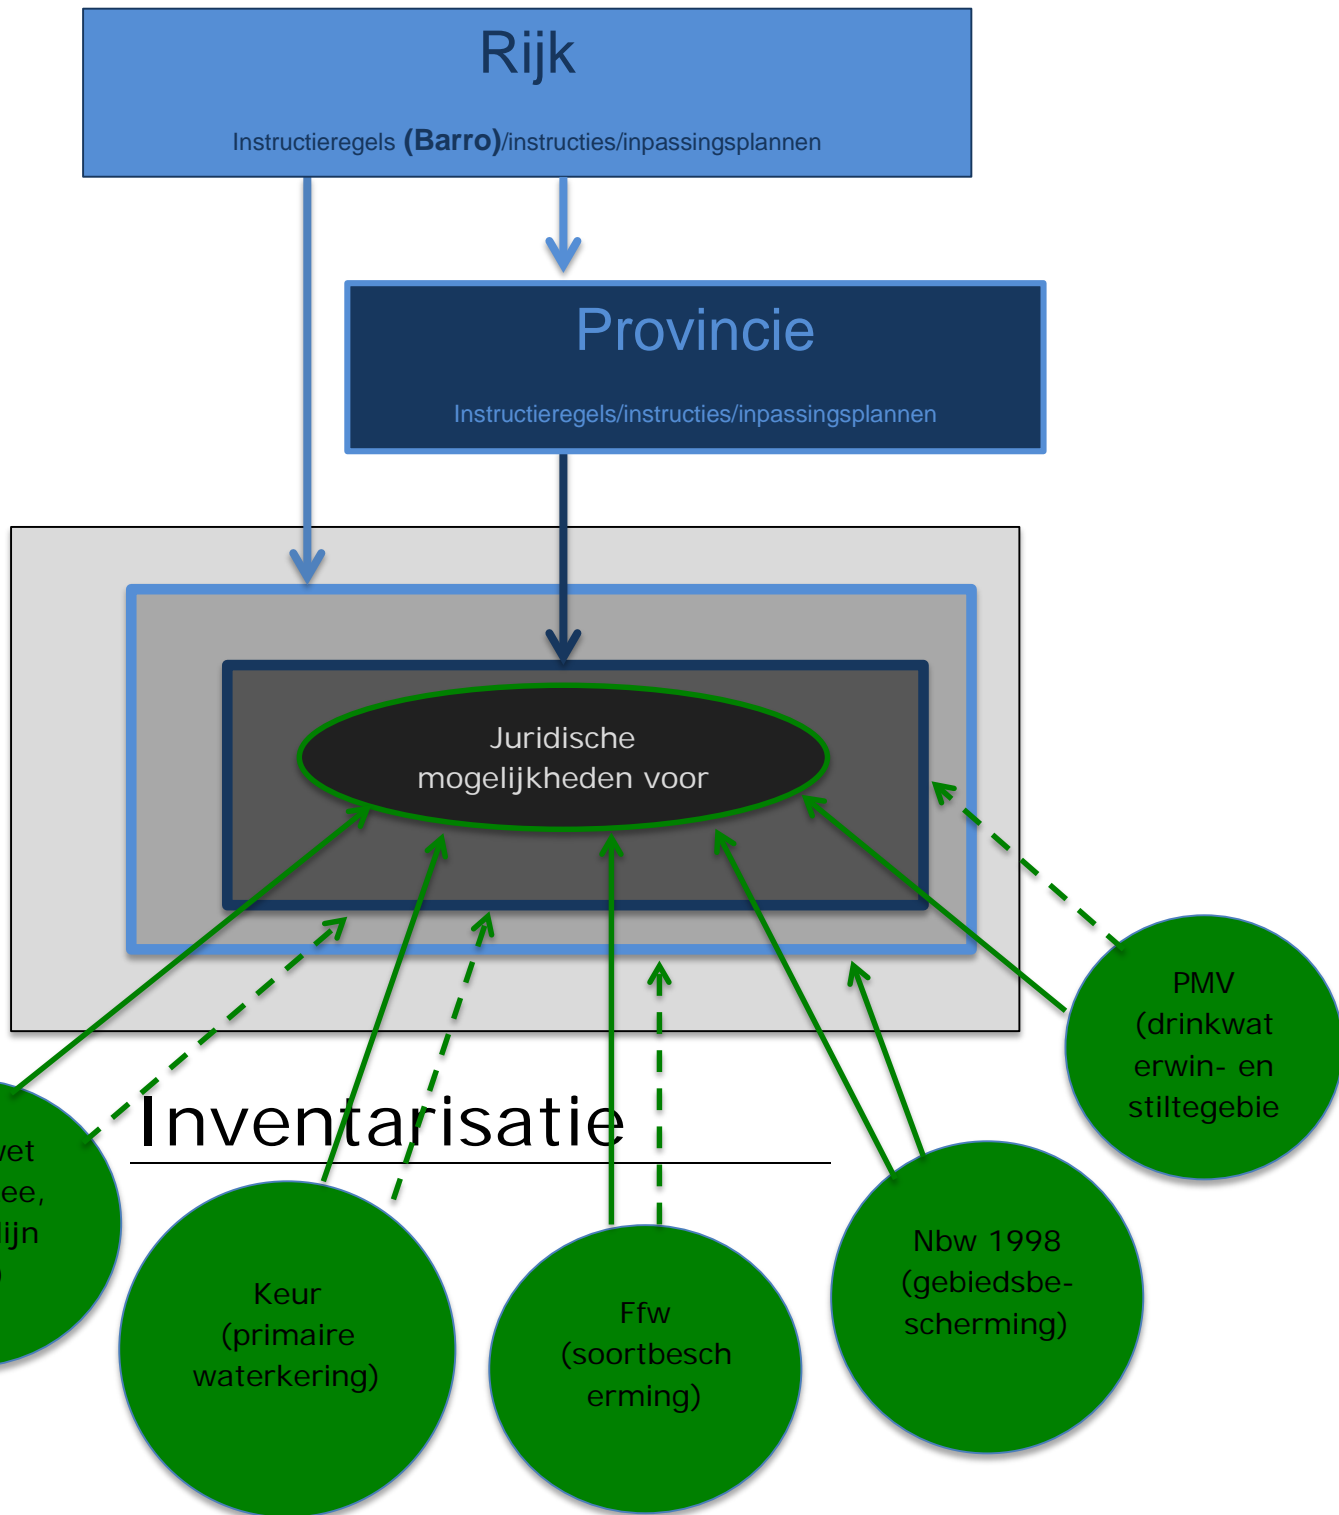 Rijk
Instructieregels (Barro)/instructies/inpassingsplannen
Provincie
Instructieregels/instructies/inpassingsplannen
Juridische
mogelijkheden voor
PMV
(drinkwat
erwin- en
stiltegebie
Inventarisatie
Nbw 1998
(gebiedsbe-
scherming)
Keur
(primaire
waterkering)
Ffw
(soortbesch
erming)